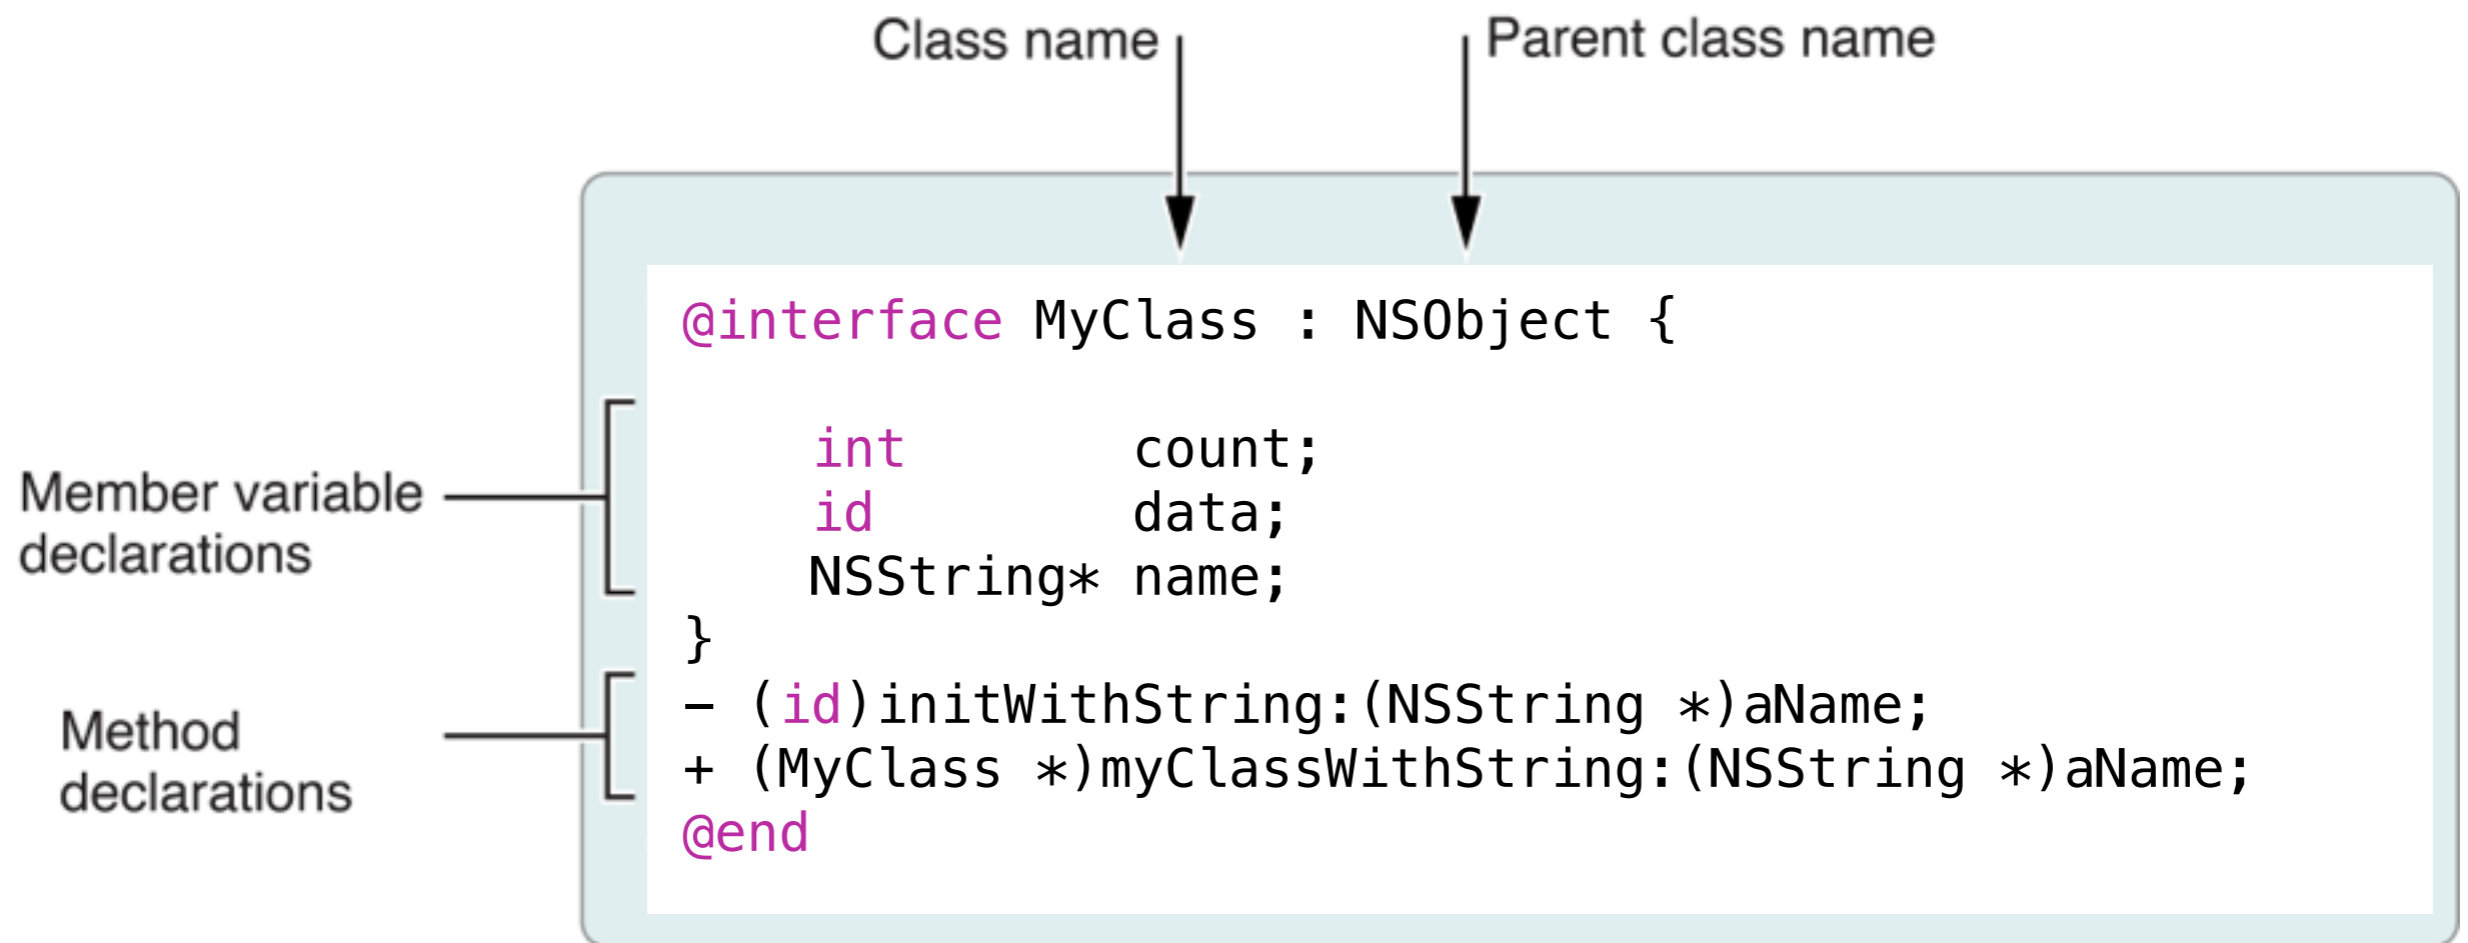 Class name
Parent class name
@interface MyClass : NSObject {
int count;
id data;
NSString* name;
}
- (id)initWithString:(NSString *)aName;
+ (MyClass *)myClassWithString:(NSString *)aName;
@end
Member variable
declarations
Method
declarations